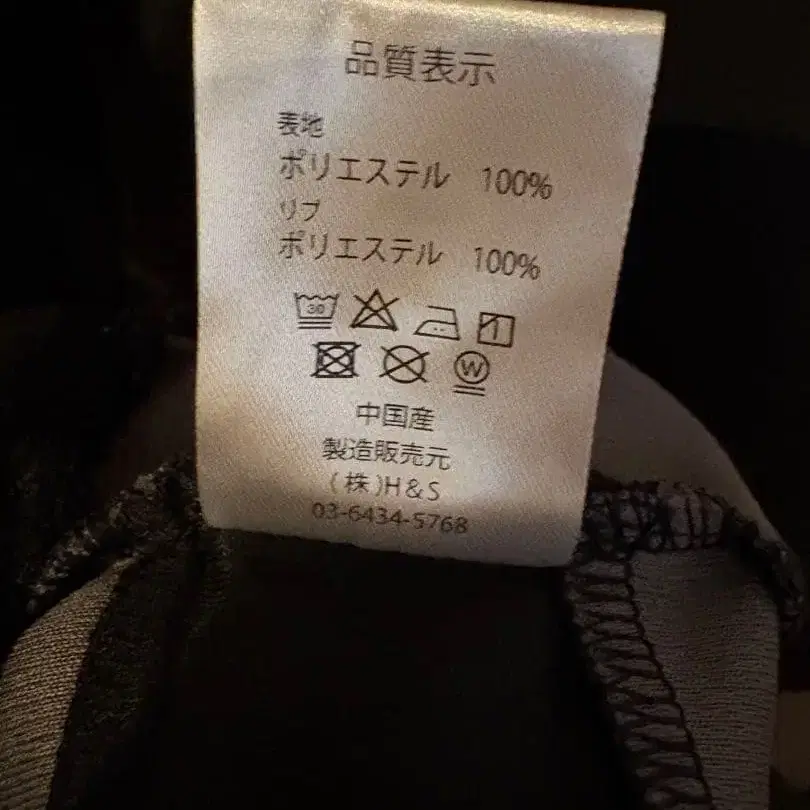 品質表示
表地
ポリエステル 100%
リブ
ポリエステル 100%
30
W
中国産
製造販売元
(株)H&S
03-6434-5768